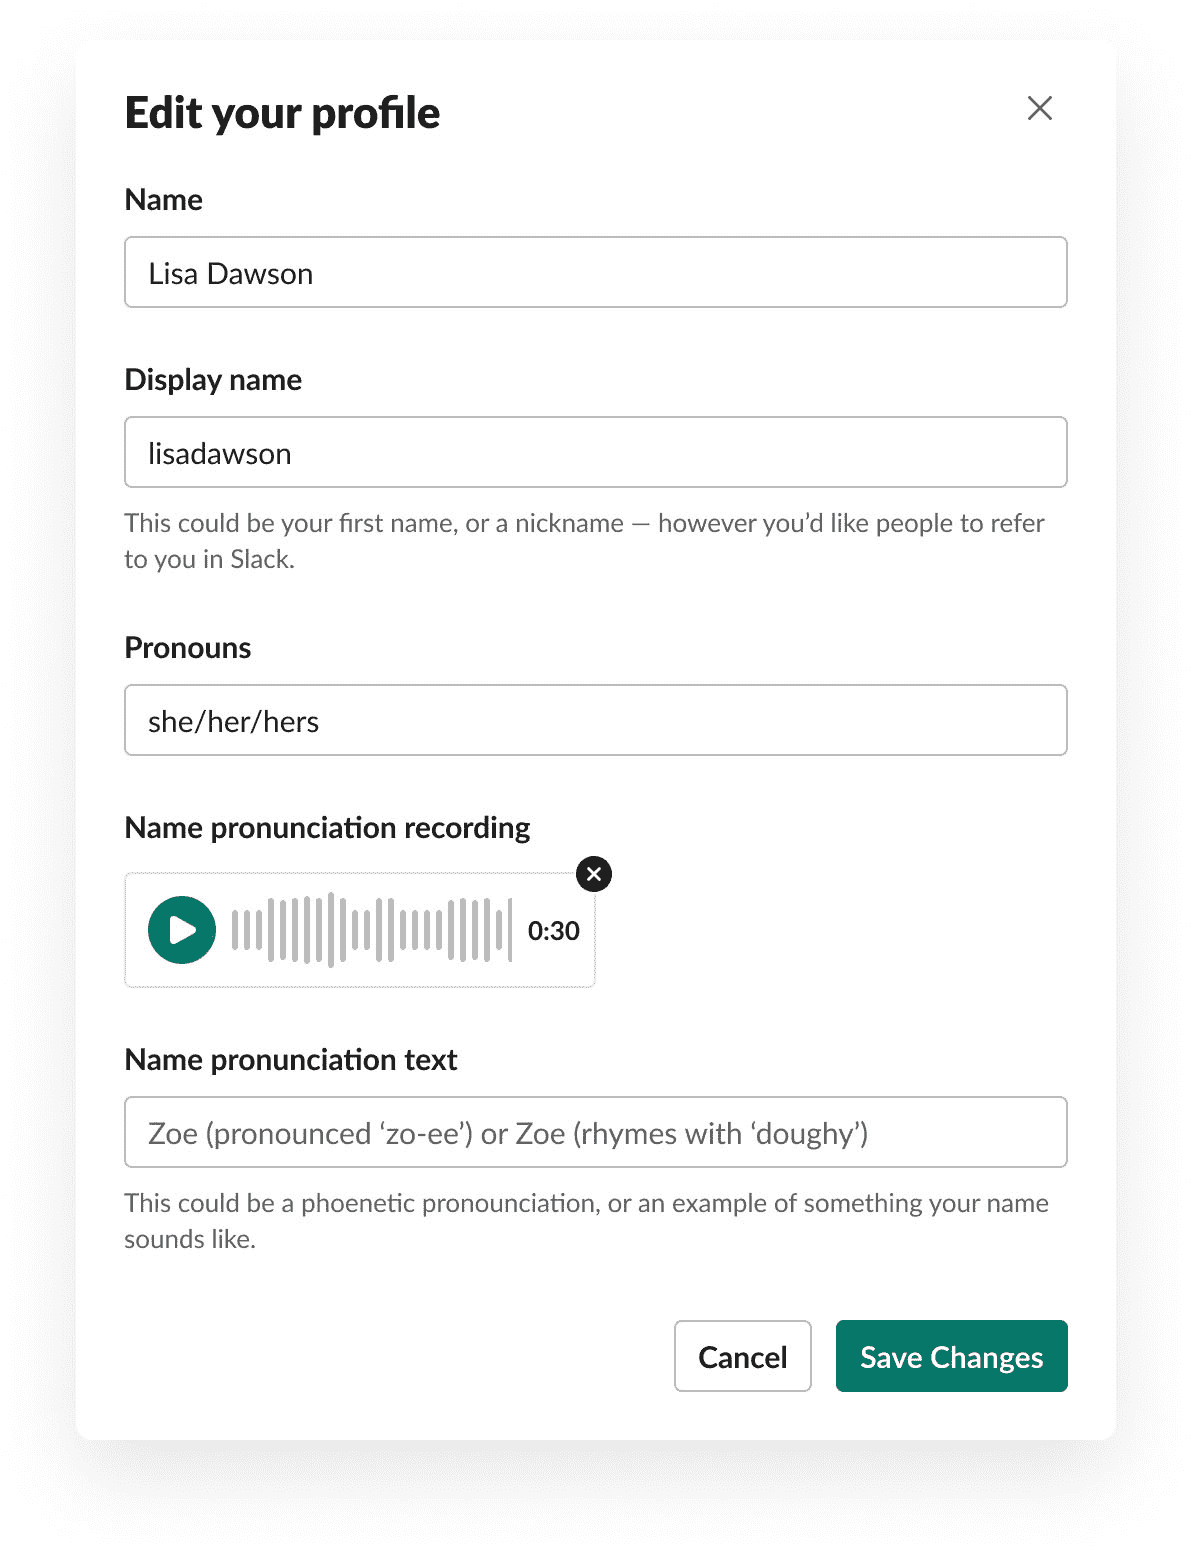 Edit your profile
Name
Lisa Dawson
Display name
lisadawson
This could be your first name, or a nickname — however you’d like people to refer
to you in Slack.
Pronouns
she/her/hers
Name pronunciation recording
0:30
Name pronunciation text
Zoe (pronounced ‘zo-ee’) or Zoe (rhymes with ‘doughy’)
This could be a phoenetic pronounciation, or an example of something your name
sounds like.
Cancel
Save Changes